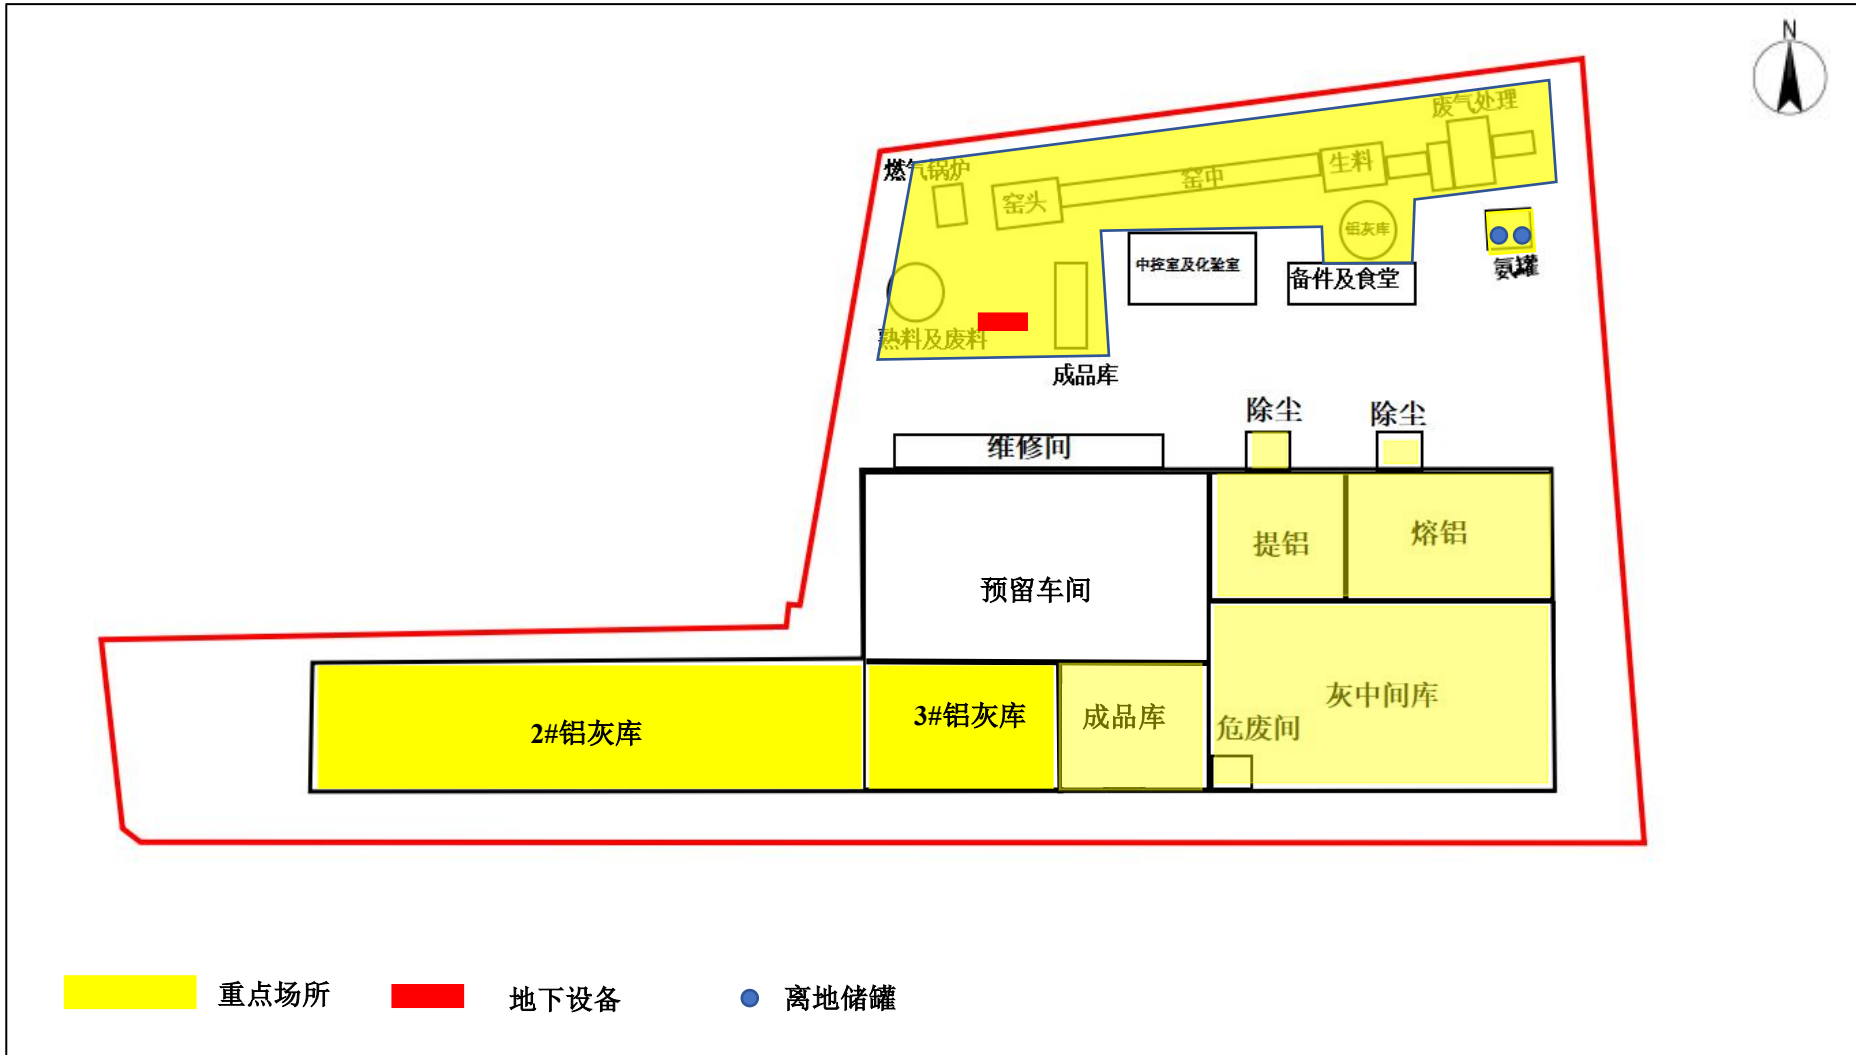 N
废气处理
燃气锅炉
窑头
窑中
生料
铝灰库
中控室及化验室
备件及食堂
氨罐
熟料及废料
成品库
除尘
除尘
维修间
提铝
熔铝
预留车间
2#铝灰库
3#铝灰库
成品库
灰中间库
危废间
重点场所
地下设备
离地储罐